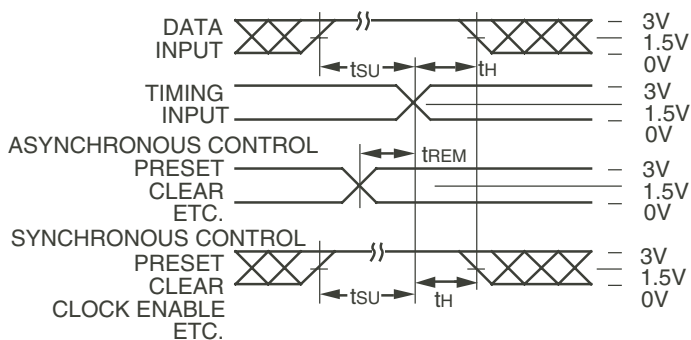 DATA
INPUT
tSU
tH
3V
1.5V
0V
TIMING
INPUT
3V
1.5V
0V
ASYNCHRONOUS CONTROL
PRESET
CLEAR
ETC.
tREM
3V
1.5V
0V
SYNCHRONOUS CONTROL
PRESET
CLEAR
CLOCK ENABLE
ETC.
tSU
tH
3V
1.5V
0V